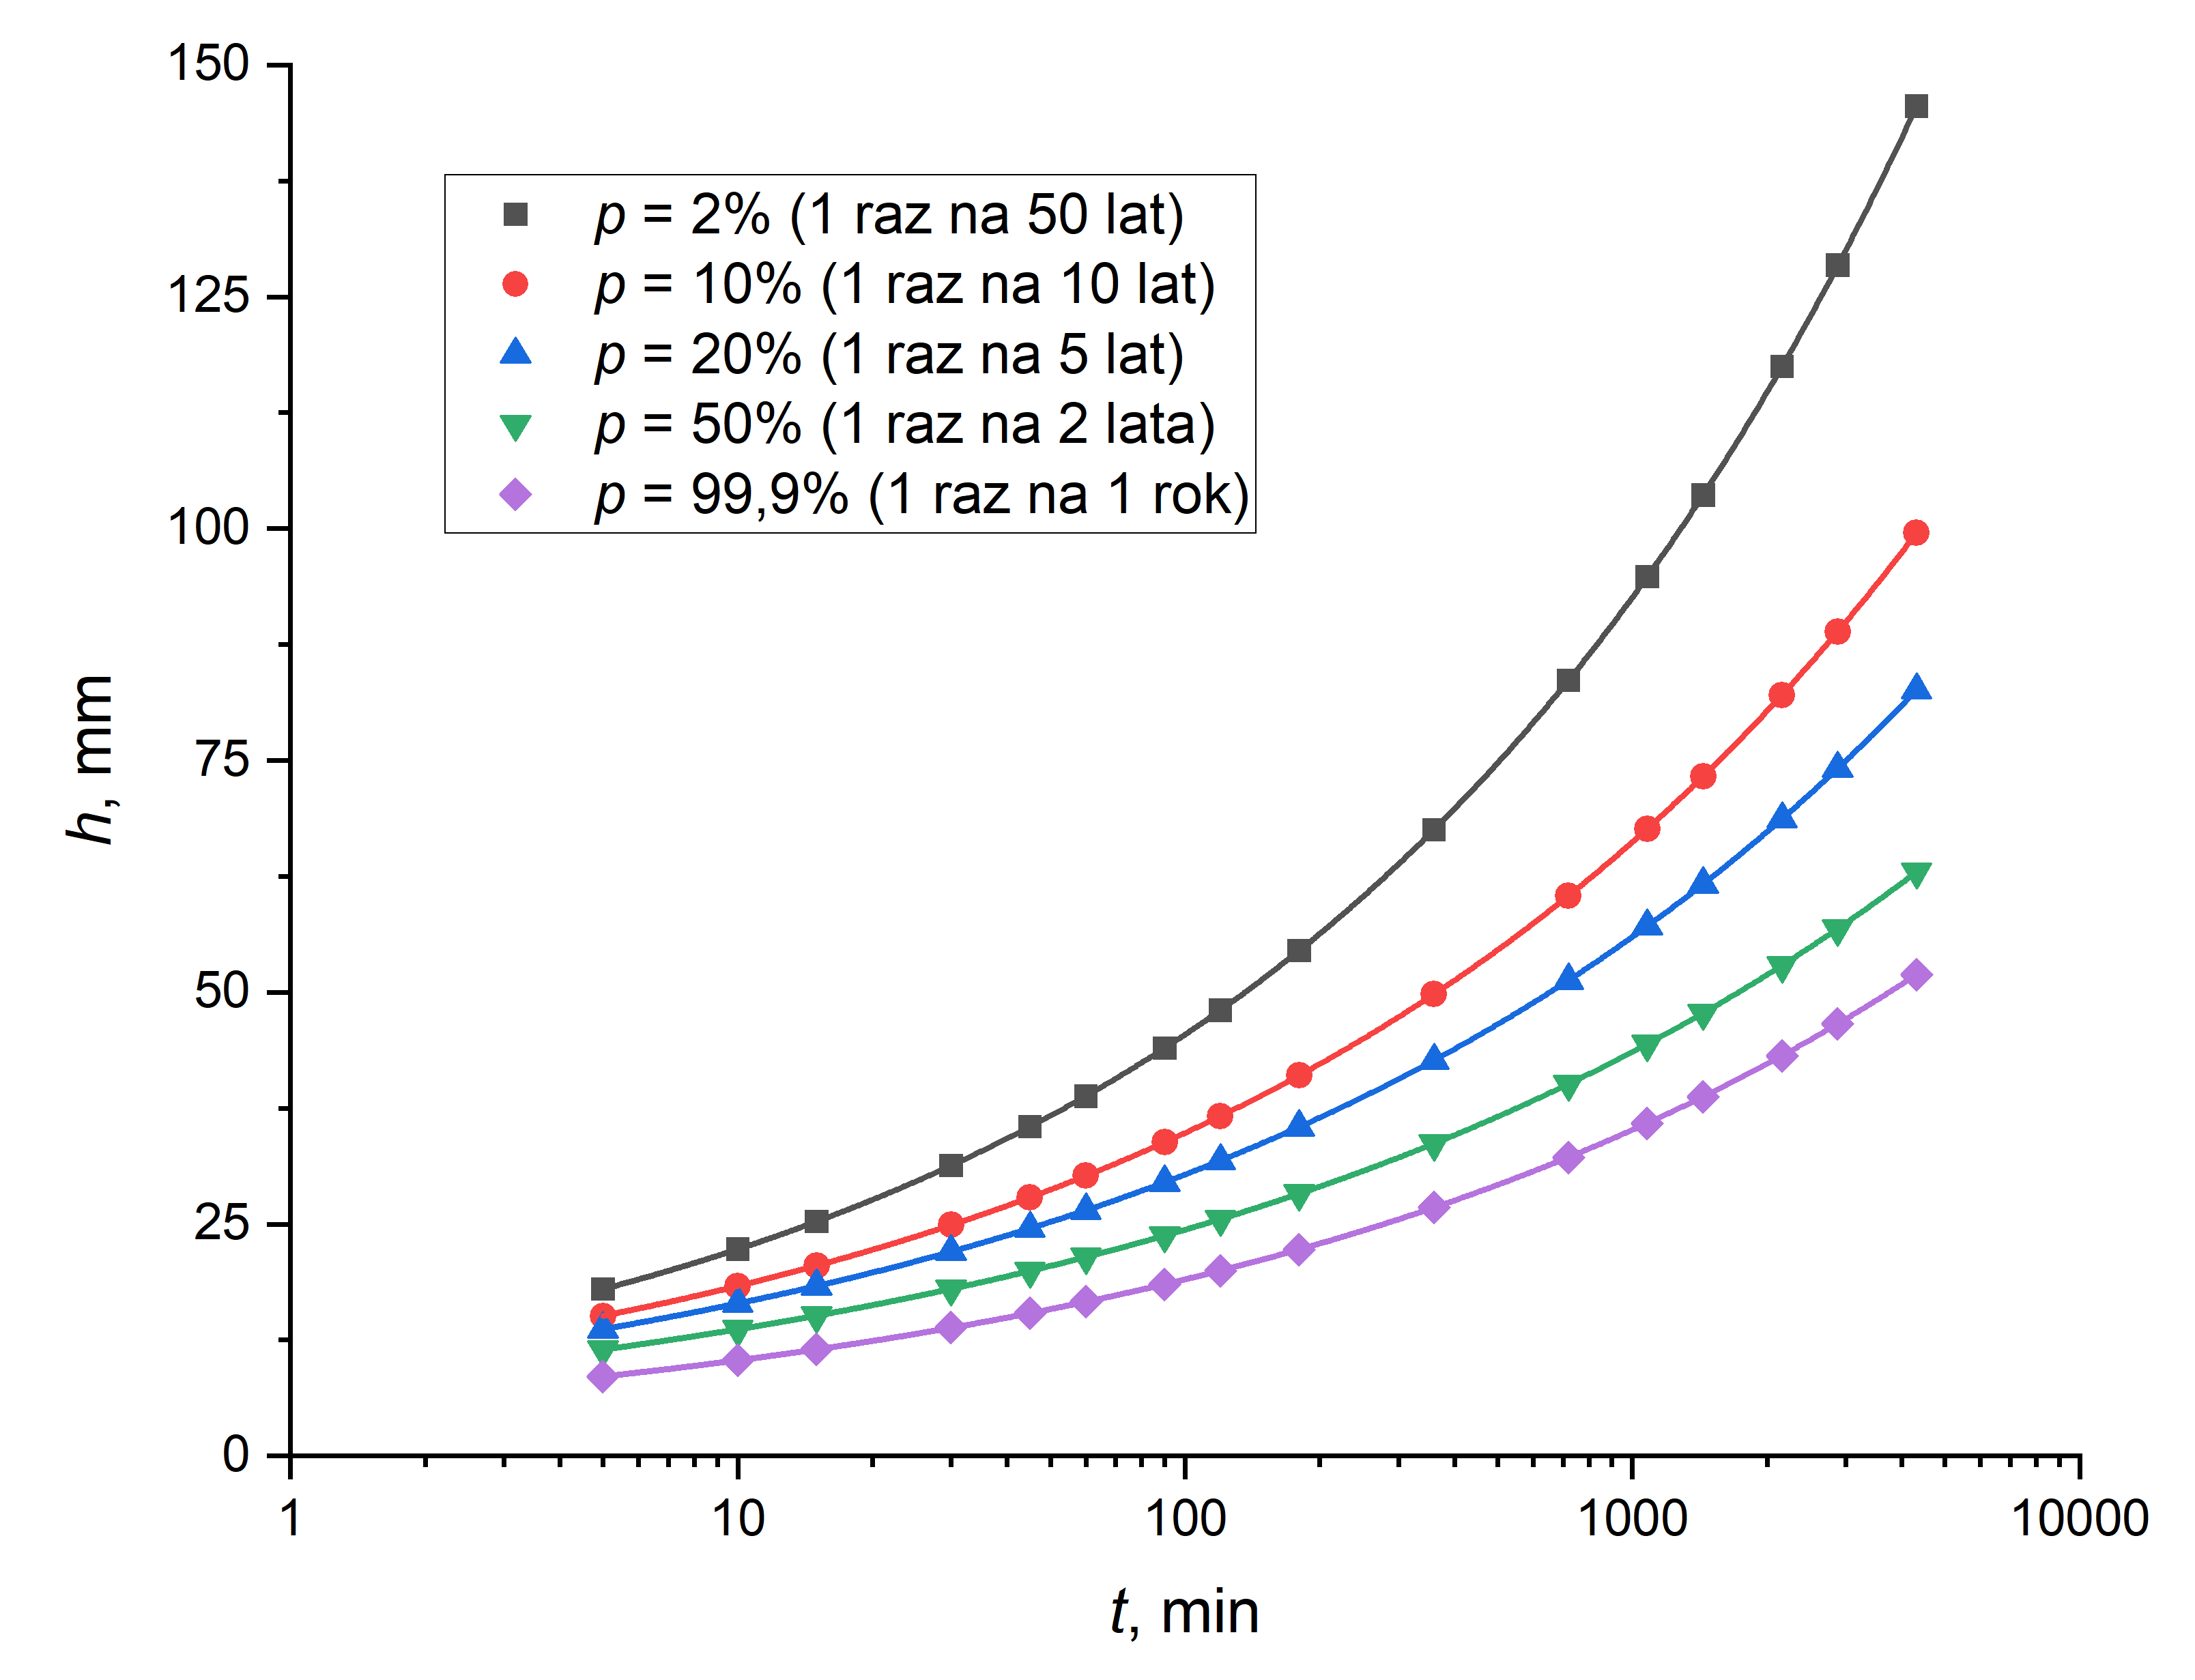 150
p = 2% (1 raz na 50 lat)
p = 10% (1 raz na 10 lat)
125
p = 20% (1 raz na 5 lat)
p = 50% (1 raz na 2 lata)
p = 99,9% (1 raz na 1 rok)
100
75
h, mm
50
25
0
1 10 100 1000 10000
t, min